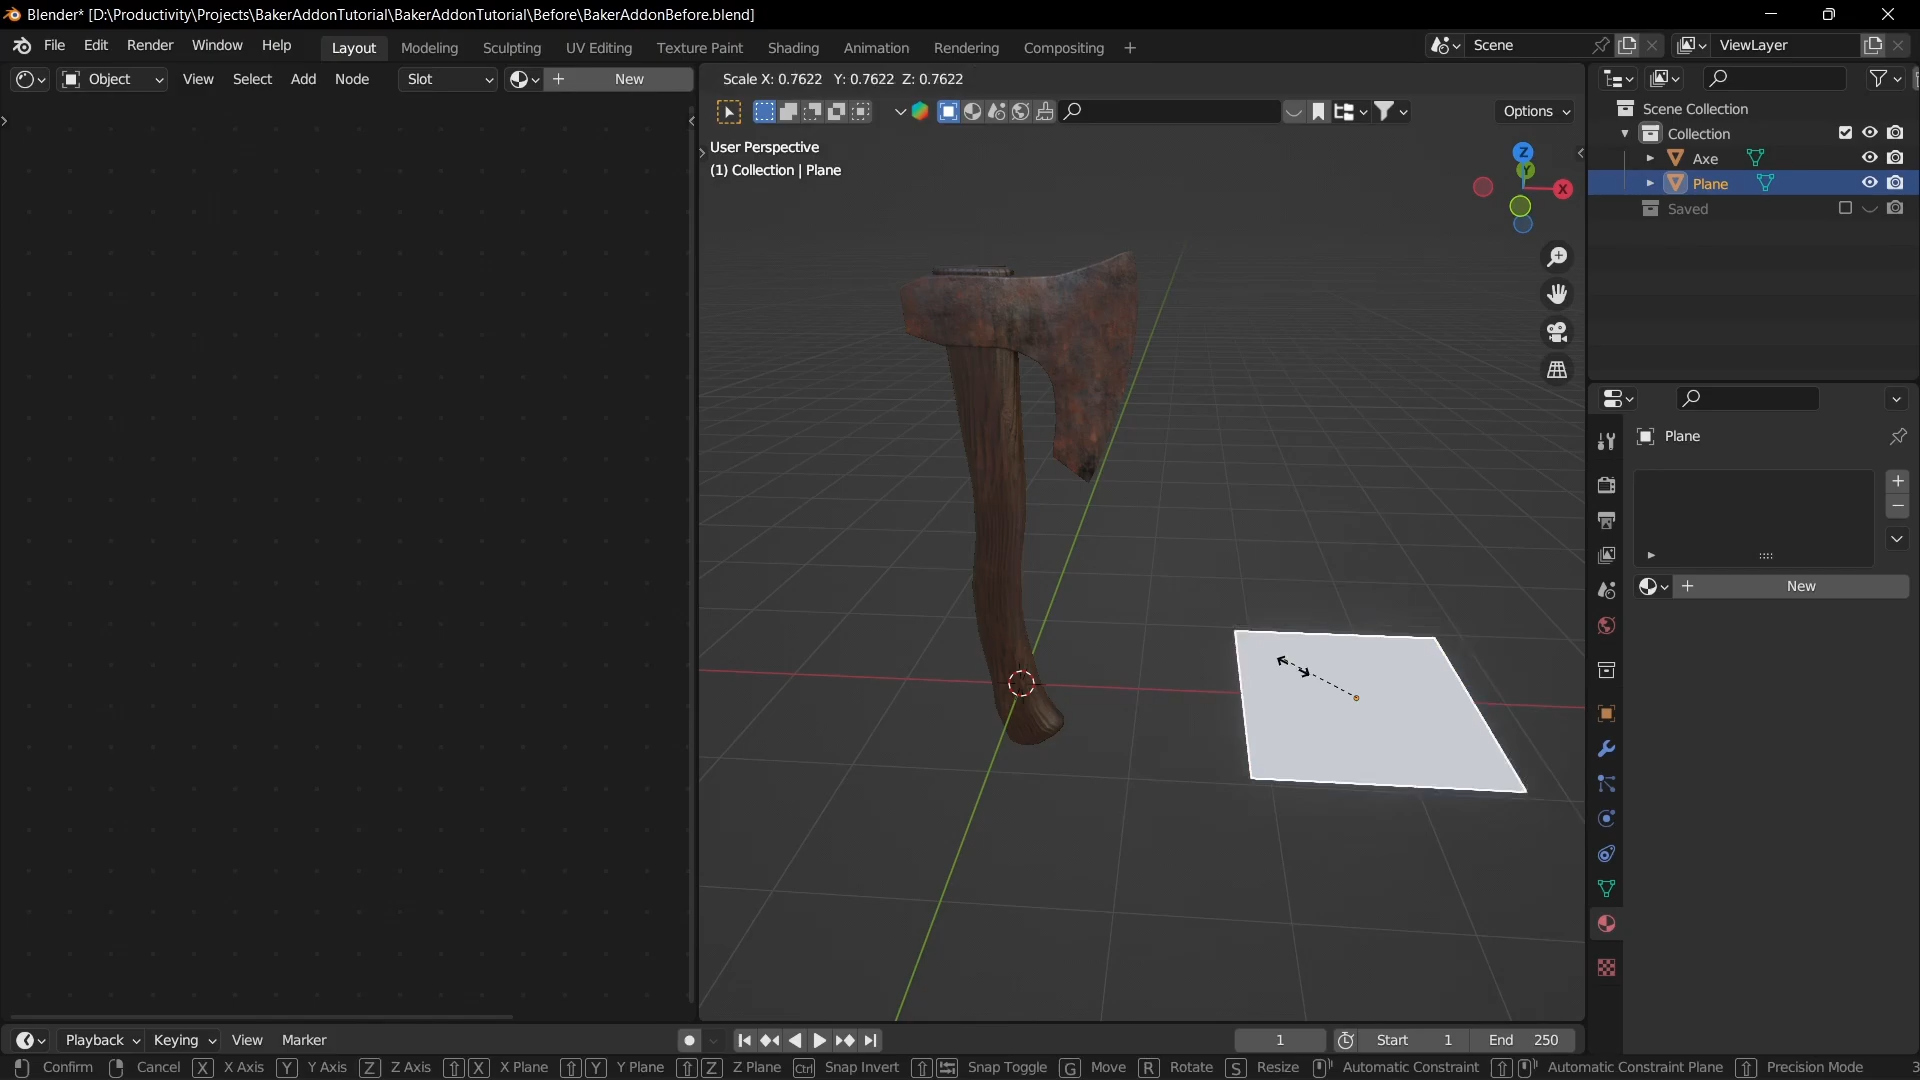 Blender* [D:\Productivity\Projects\BakerAddonTutorial\BakerAddonTutorial\Before\BakerAddonBefore.blend]
File Edit Render Window Help Layout Modeling Sculpting UV Editing Texture Paint Shading Animation Rendering Compositing + Scene ViewLayer
Object View Select Add Node Slot + New Scale X: 0.7622 Y: 0.7622 Z: 0.7622
Options
User Perspective
(1) Collection | Plane
Z
Y
X
Scene Collection
Collection
Axe
Plane
Saved
Plane
+ New
Playback Keying View Marker 1 Start 1 End 250
Confirm Cancel X X Axis Y Y Axis Z Z Axis X X Plane Y Y Plane Z Z Plane Ctrl Snap Invert Snap Toggle G Move R Rotate S Resize Automatic Constraint Automatic Constraint Plane Precision Mode 3